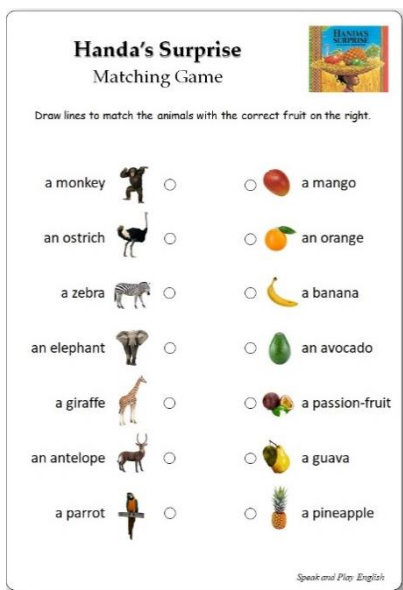 Handa's Surprise
HANDA'S
SURPRISE
Matching Game
Draw lines to match the animals with the correct fruit on the right.
a monkey a mango
an ostrich an orange
a zebra a banana
an elephant an avocado
a giraffe a passion-fruit
an antelope a guava
a parrot a pineapple
Speak and Play English